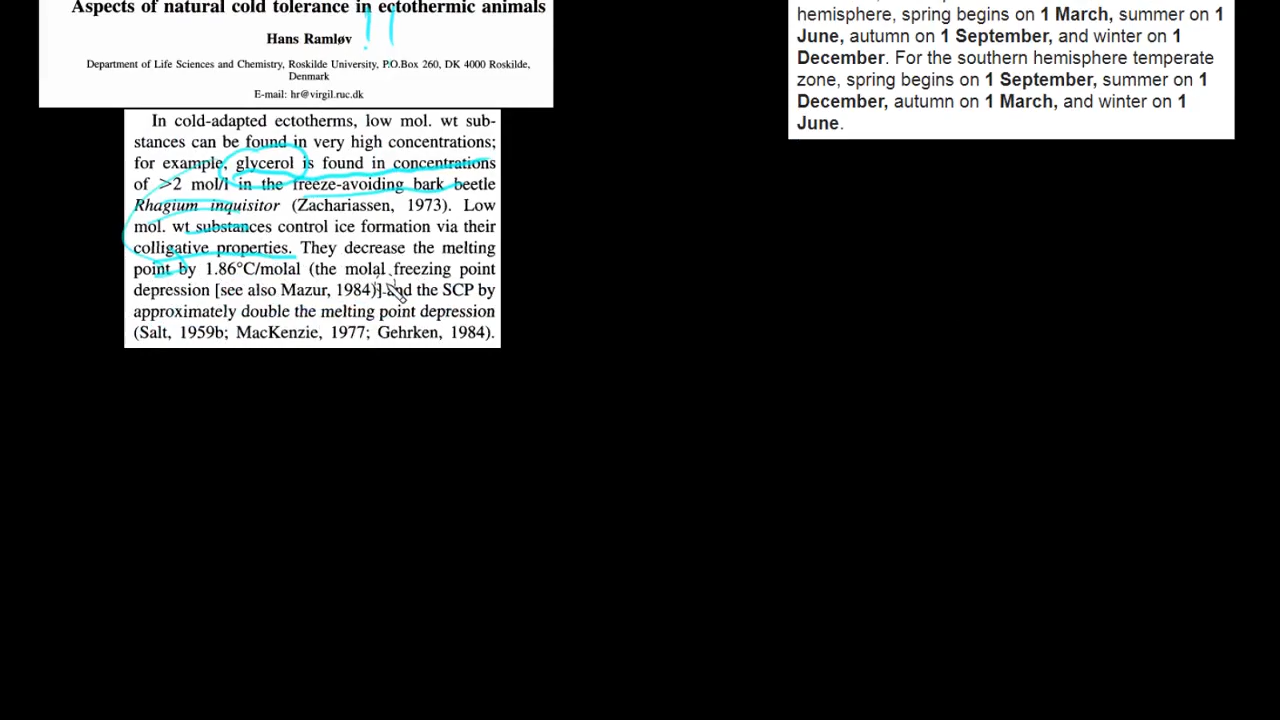 Aspects of natural cold tolerance in ectothermic animals
Hans Ramløv
Department of Life Sciences and Chemistry, Roskilde University, P.O.Box 260, DK 4000 Roskilde,
Denmark
E-mail: hr@virgil.ruc.dk
In cold-adapted ectotherms, low mol. wt sub-
stances can be found in very high concentrations;
for example, glycerol is found in concentrations
of >2 mol/l in the freeze-avoiding bark beetle
Rhagium inquisitor (Zachariassen, 1973). Low
mol. wt substances control ice formation via their
colligative properties. They decrease the melting
point by 1.86°C/molal (the molal freezing point
depression [see also Mazur, 1984)] and the SCP by
approximately double the melting point depression
(Salt, 1959b; MacKenzie, 1977; Gehrken, 1984).
hemisphere, spring begins on 1 March, summer on 1
June, autumn on 1 September, and winter on 1
December. For the southern hemisphere temperate
zone, spring begins on 1 September, summer on 1
December, autumn on 1 March, and winter on 1
June.